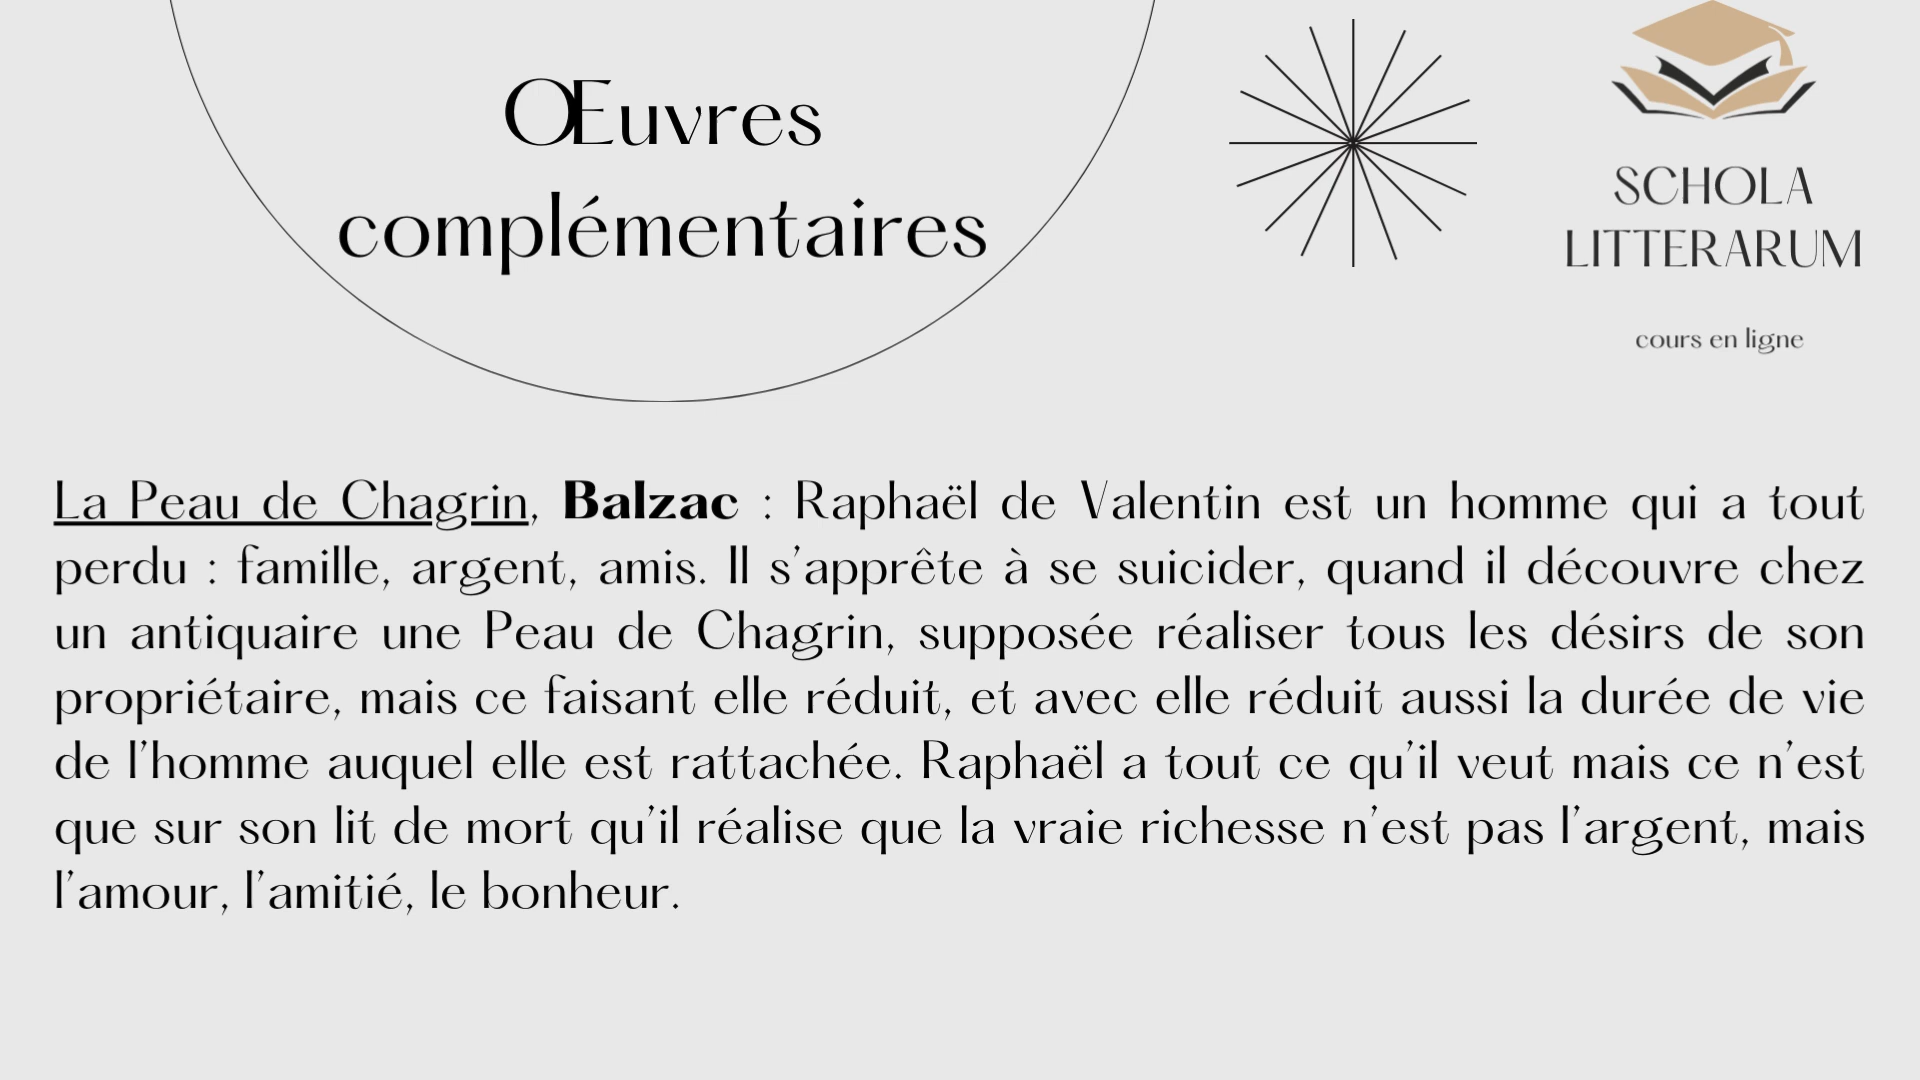 Œuvres
complémentaires
SCHOLA
LITTERARUM
cours en ligne
La Peau de Chagrin, Balzac : Raphaël de Valentin est un homme qui a tout
perdu : famille, argent, amis. Il s’apprête à se suicider, quand il découvre chez
un antiquaire une Peau de Chagrin, supposée réaliser tous les désirs de son
propriétaire, mais ce faisant elle réduit, et avec elle réduit aussi la durée de vie
de l’homme auquel elle est rattachée. Raphaël a tout ce qu’il veut mais ce n’est
que sur son lit de mort qu’il réalise que la vraie richesse n’est pas l’argent, mais
l’amour, l’amitié, le bonheur.